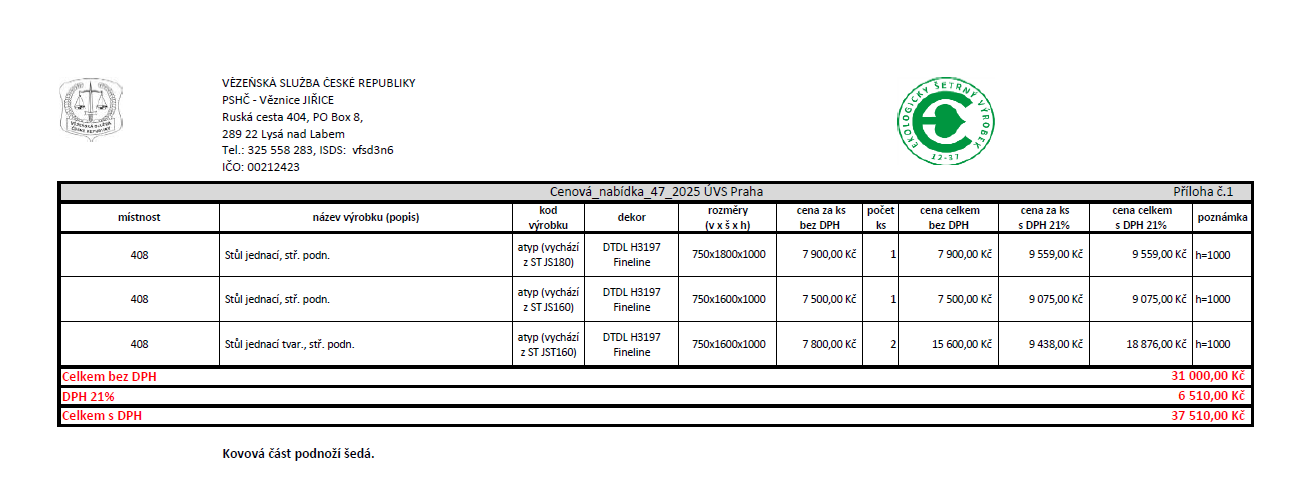 VĚZEŇSKÁ SLUŽBA ČESKÉ REPUBLIKY
PSHČ - Věznice JIŘICE
Ruská cesta 404, PO Box 8,
289 22 Lysá nad Labem
Tel.: 325 558 283, ISDS: vfsd3n6
IČO: 00212423
VĚZEŇSKÁ SLUŽBA
ČESKÉ REPUBLIKY
EKOLOGICKY ŠETRNÝ VÝROBEK
12-37
Cenová_nabídka_47_2025 ÚVS Praha Příloha č.1
místnost název výrobku (popis) kod výrobku dekor rozměry (v x š x h) cena za ks bez DPH počet ks cena celkem bez DPH cena za ks s DPH 21% cena celkem s DPH 21% poznámka
408 Stůl jednací, stř. podn. atyp (vychází z ST JS180) DTDL H3197 Fineline 750x1800x1000 7 900,00 Kč 1 7 900,00 Kč 9 559,00 Kč 9 559,00 Kč h=1000
408 Stůl jednací, stř. podn. atyp (vychází z ST JS160) DTDL H3197 Fineline 750x1600x1000 7 500,00 Kč 1 7 500,00 Kč 9 075,00 Kč 9 075,00 Kč h=1000
408 Stůl jednací tvar., stř. podn. atyp (vychází z ST JST160) DTDL H3197 Fineline 750x1600x1000 7 800,00 Kč 2 15 600,00 Kč 9 438,00 Kč 18 876,00 Kč h=1000
Celkem bez DPH 31 000,00 Kč
DPH 21% 6 510,00 Kč
Celkem s DPH 37 510,00 Kč
Kovová část podnoží šedá.